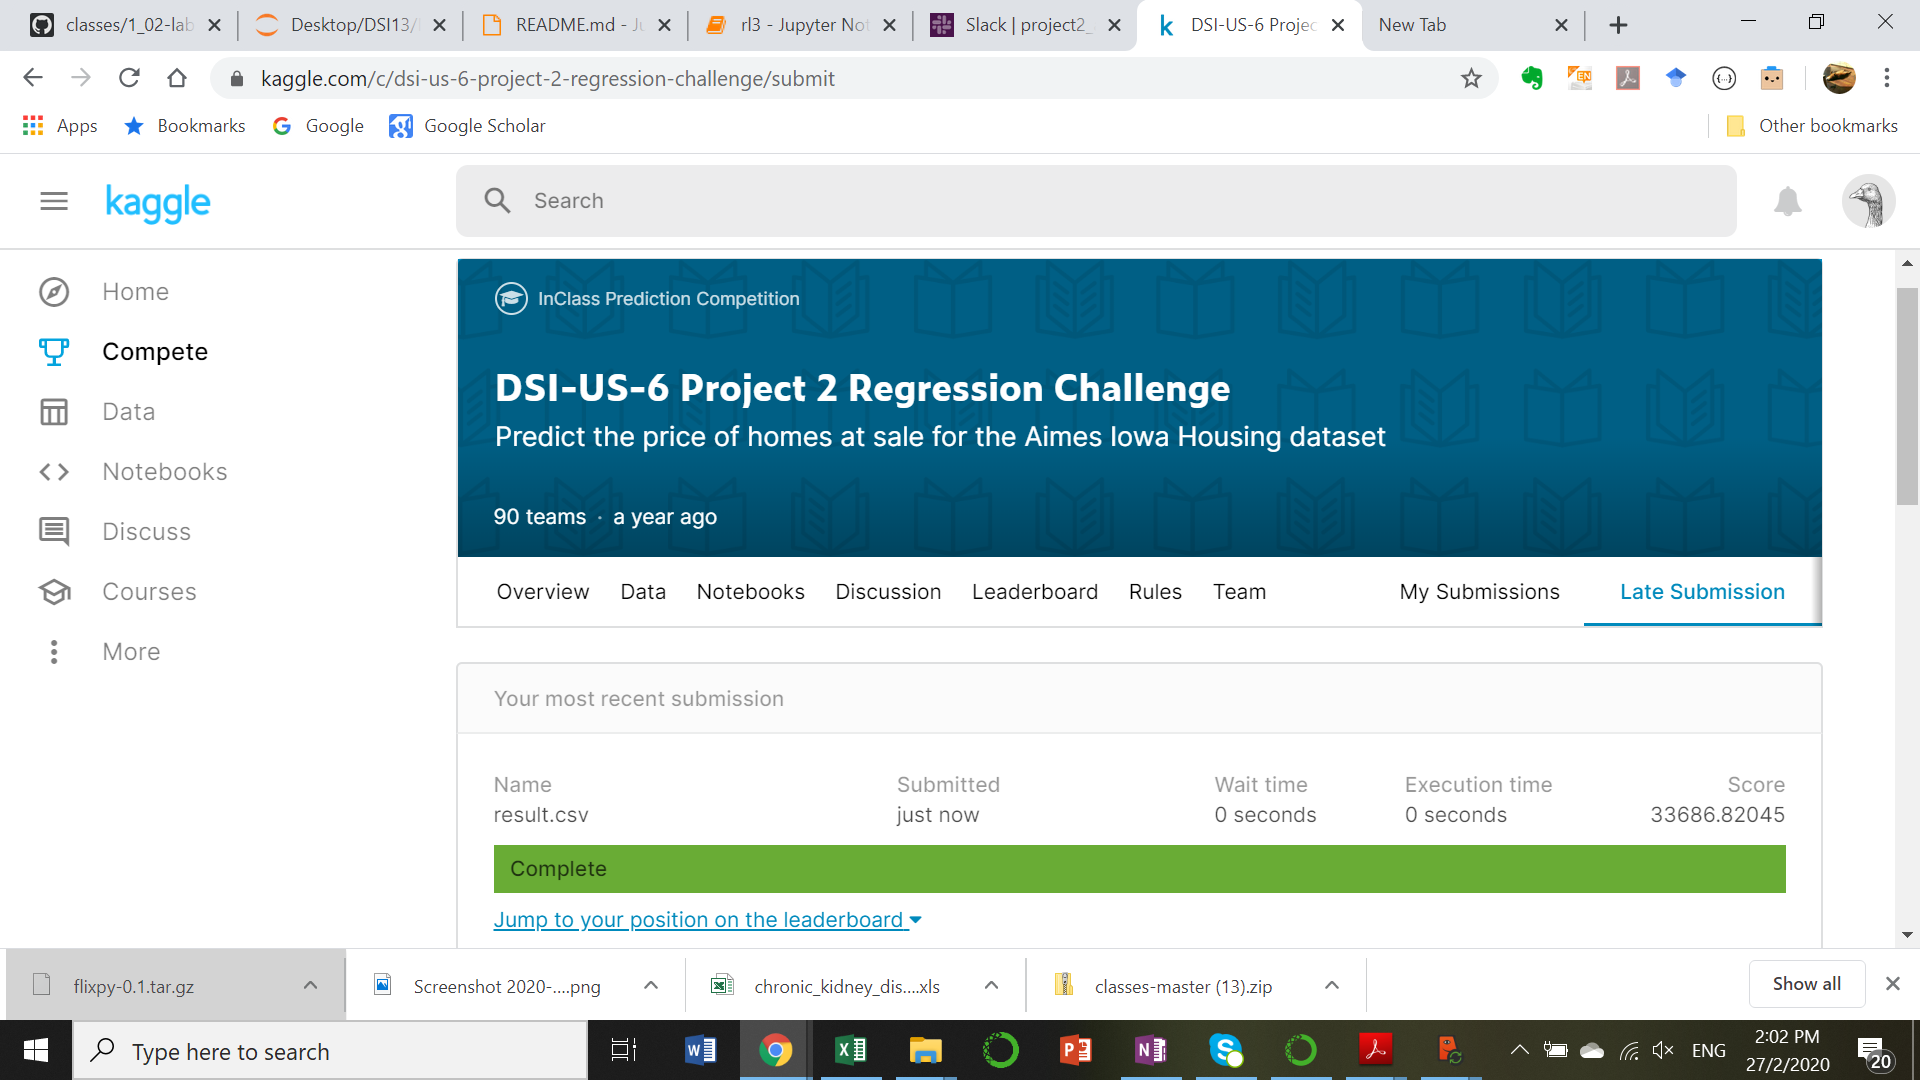 classes/1_02-lab
Desktop/DSI13/
README.md - Ju
rl3 - Jupyter Not
Slack | project2_
DSI-US-6 Projec
New Tab
kaggle.com/c/dsi-us-6-project-2-regression-challenge/submit
Apps
Bookmarks
Google
Google Scholar
Other bookmarks
kaggle
Search
Home
Compete
Data
Notebooks
Discuss
Courses
More
InClass Prediction Competition
DSI-US-6 Project 2 Regression Challenge
Predict the price of homes at sale for the Aimes Iowa Housing dataset
90 teams · a year ago
Overview Data Notebooks Discussion Leaderboard Rules Team My Submissions Late Submission
Your most recent submission
Name Submitted Wait time Execution time Score
result.csv just now 0 seconds 0 seconds 33686.82045
Complete
Jump to your position on the leaderboard
flixpy-0.1.tar.gz
Screenshot 2020-....png
chronic_kidney_dis....xls
classes-master (13).zip
Show all
Type here to search
ENG
2:02 PM
27/2/2020
20